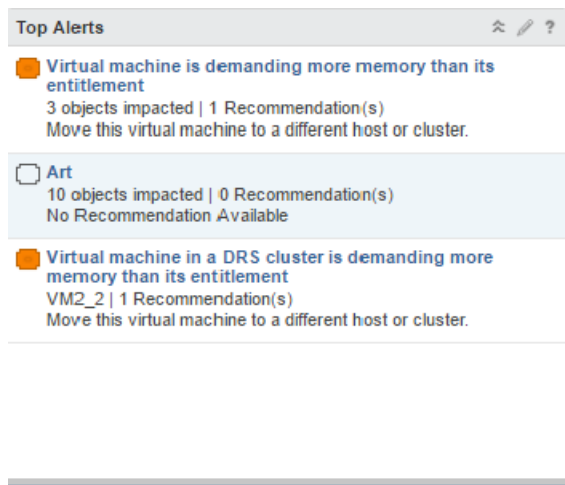 Top Alerts ?
Virtual machine is demanding more memory than its
entitlement
3 objects impacted | 1 Recommendation(s)
Move this virtual machine to a different host or cluster.
Art
10 objects impacted | 0 Recommendation(s)
No Recommendation Available
Virtual machine in a DRS cluster is demanding more
memory than its entitlement
VM2_2 | 1 Recommendation(s)
Move this virtual machine to a different host or cluster.